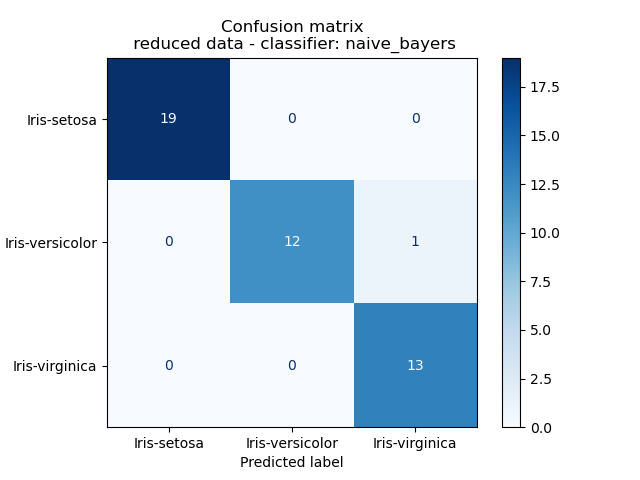 Confusion matrix
reduced data - classifier: naive_bayers
Iris-setosa 19 0 0
Iris-versicolor 0 12 1
Iris-virginica 0 0 13
Iris-setosa Iris-versicolor Iris-virginica
Predicted label
17.5
15.0
12.5
10.0
7.5
5.0
2.5
0.0